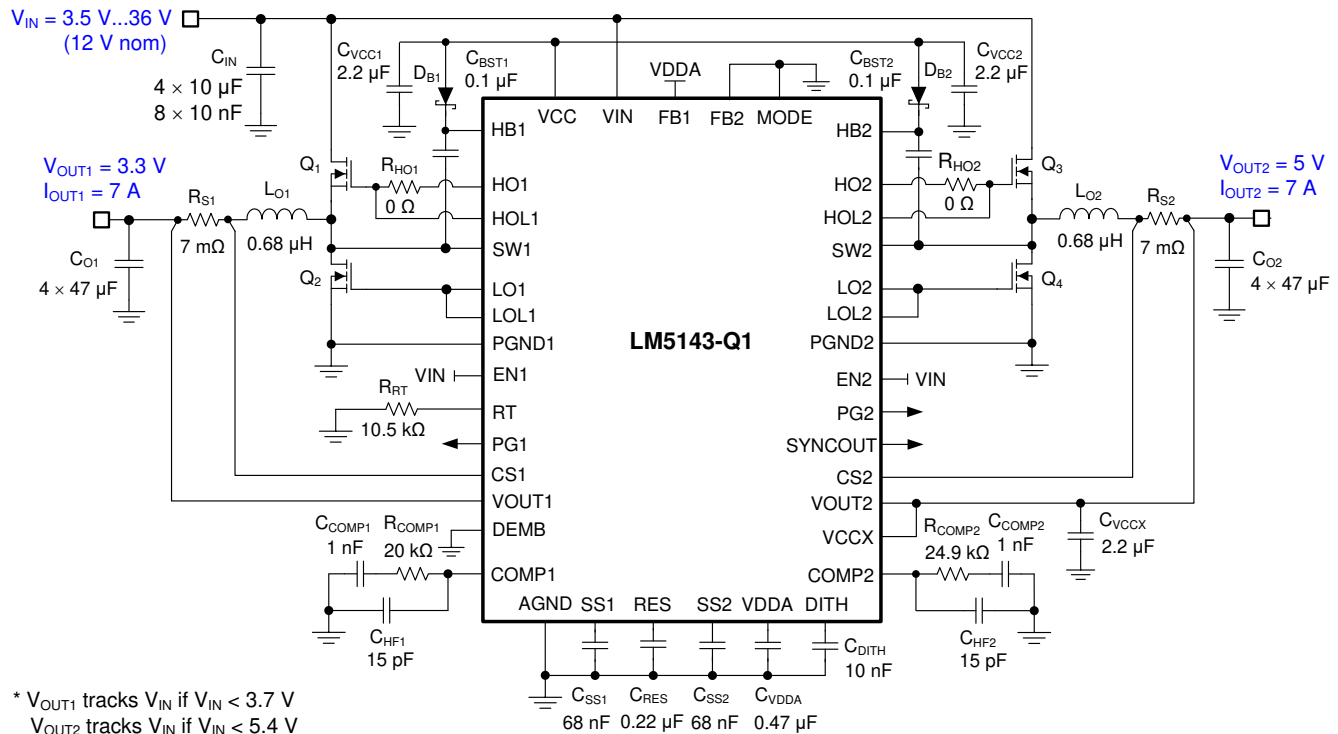 V_IN = 3.5 V...36 V
(12 V nom)
C_IN
4 × 10 µF
8 × 10 nF
C_VCC1
2.2 µF
D_B1
C_BST1
0.1 µF
VDDA
C_BST2
0.1 µF
D_B2
C_VCC2
2.2 µF
VCC
VIN
FB1
FB2
MODE
V_OUT1 = 3.3 V
I_OUT1 = 7 A
R_S1
7 mΩ
L_O1
0.68 µH
C_O1
4 × 47 µF
Q_1
Q_2
R_HO1
0 Ω
HB1
HO1
HOL1
SW1
LO1
LOL1
PGND1
VIN
EN1
R_RT
10.5 kΩ
RT
PG1
CS1
VOUT1
DEMB
COMP1
C_COMP1
1 nF
R_COMP1
20 kΩ
C_HF1
15 pF
LM5143-Q1
HB2
HO2
HOL2
SW2
LO2
LOL2
PGND2
EN2
VIN
PG2
SYNCOUT
CS2
VOUT2
VCCX
COMP2
R_HO2
0 Ω
Q_3
Q_4
L_O2
0.68 µH
R_S2
7 mΩ
V_OUT2 = 5 V
I_OUT2 = 7 A
C_O2
4 × 47 µF
C_VCCX
2.2 µF
R_COMP2
24.9 kΩ
C_COMP2
1 nF
C_HF2
15 pF
AGND
SS1
RES
SS2
VDDA
DITH
C_DITH
10 nF
C_SS1
68 nF
C_RES
0.22 µF
C_SS2
68 nF
C_VDDA
0.47 µF
* V_OUT1 tracks V_IN if V_IN < 3.7 V
V_OUT2 tracks V_IN if V_IN < 5.4 V